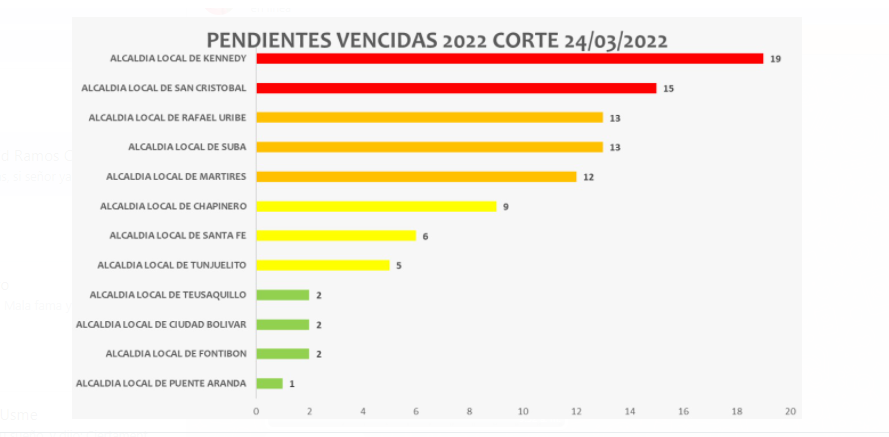 PENDIENTES VENCIDAS 2022 CORTE 24/03/2022
ALCALDIA LOCAL DE KENNEDY 19
ALCALDIA LOCAL DE SAN CRISTOBAL 15
ALCALDIA LOCAL DE RAFAEL URIBE 13
ALCALDIA LOCAL DE SUBA 13
ALCALDIA LOCAL DE MARTIRES 12
ALCALDIA LOCAL DE CHAPINERO 9
ALCALDIA LOCAL DE SANTA FE 6
ALCALDIA LOCAL DE TUNJUELITO 5
ALCALDIA LOCAL DE TEUSAQUILLO 2
ALCALDIA LOCAL DE CIUDAD BOLIVAR 2
ALCALDIA LOCAL DE FONTIBON 2
ALCALDIA LOCAL DE PUENTE ARANDA 1
0 2 4 6 8 10 12 14 16 18 20
Ramos
Usme